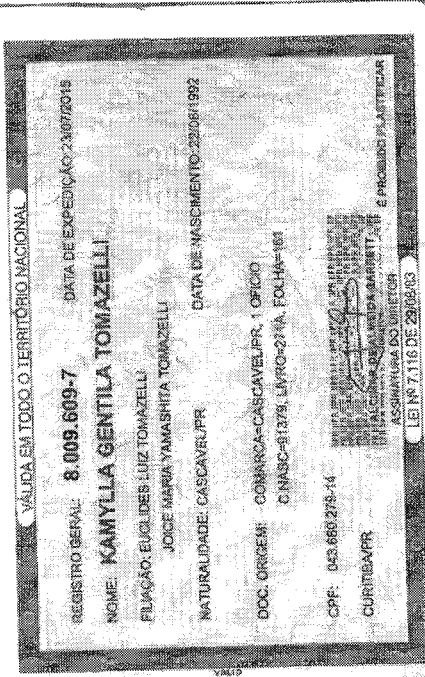 VÁLIDA EM TODO O TERRITÓRIO NACIONAL
REGISTRO GERAL: 8.009.609-7 DATA DE EXPEDIÇÃO: 23/07/2015
NOME: KAMYLLA GENTILA TOMAZELLI
FILIAÇÃO: EUCLIDES LUIZ TOMAZELLI
JOICE MARIA YAMASHITA TOMAZELLI
NATURALIDADE: CASCAVEL/PR DATA DE NASCIMENTO: 22/08/1992
DOC. ORIGEM: COMARCA=CASCAVEL/PR, 1 OFICIO
C.NASC=91379, LIVRO=274A, FOLHA=161
CPF: 043.660.279-14
CURITIBA/PR
ASSINATURA DO DIRETOR
É PROIBIDO PLASTIFICAR
LEI Nº 7.116 DE 29/08/83